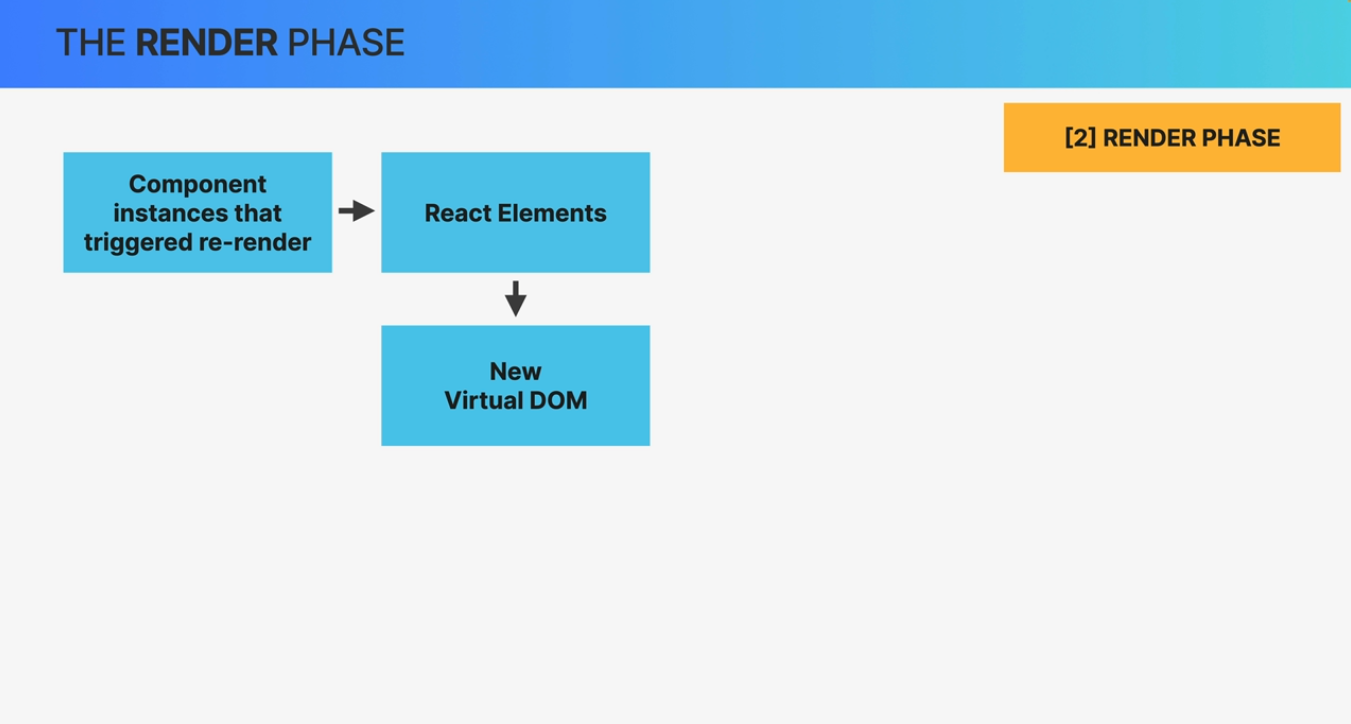 THE RENDER PHASE
[2] RENDER PHASE
Component
instances that
triggered re-render
React Elements
New
Virtual DOM